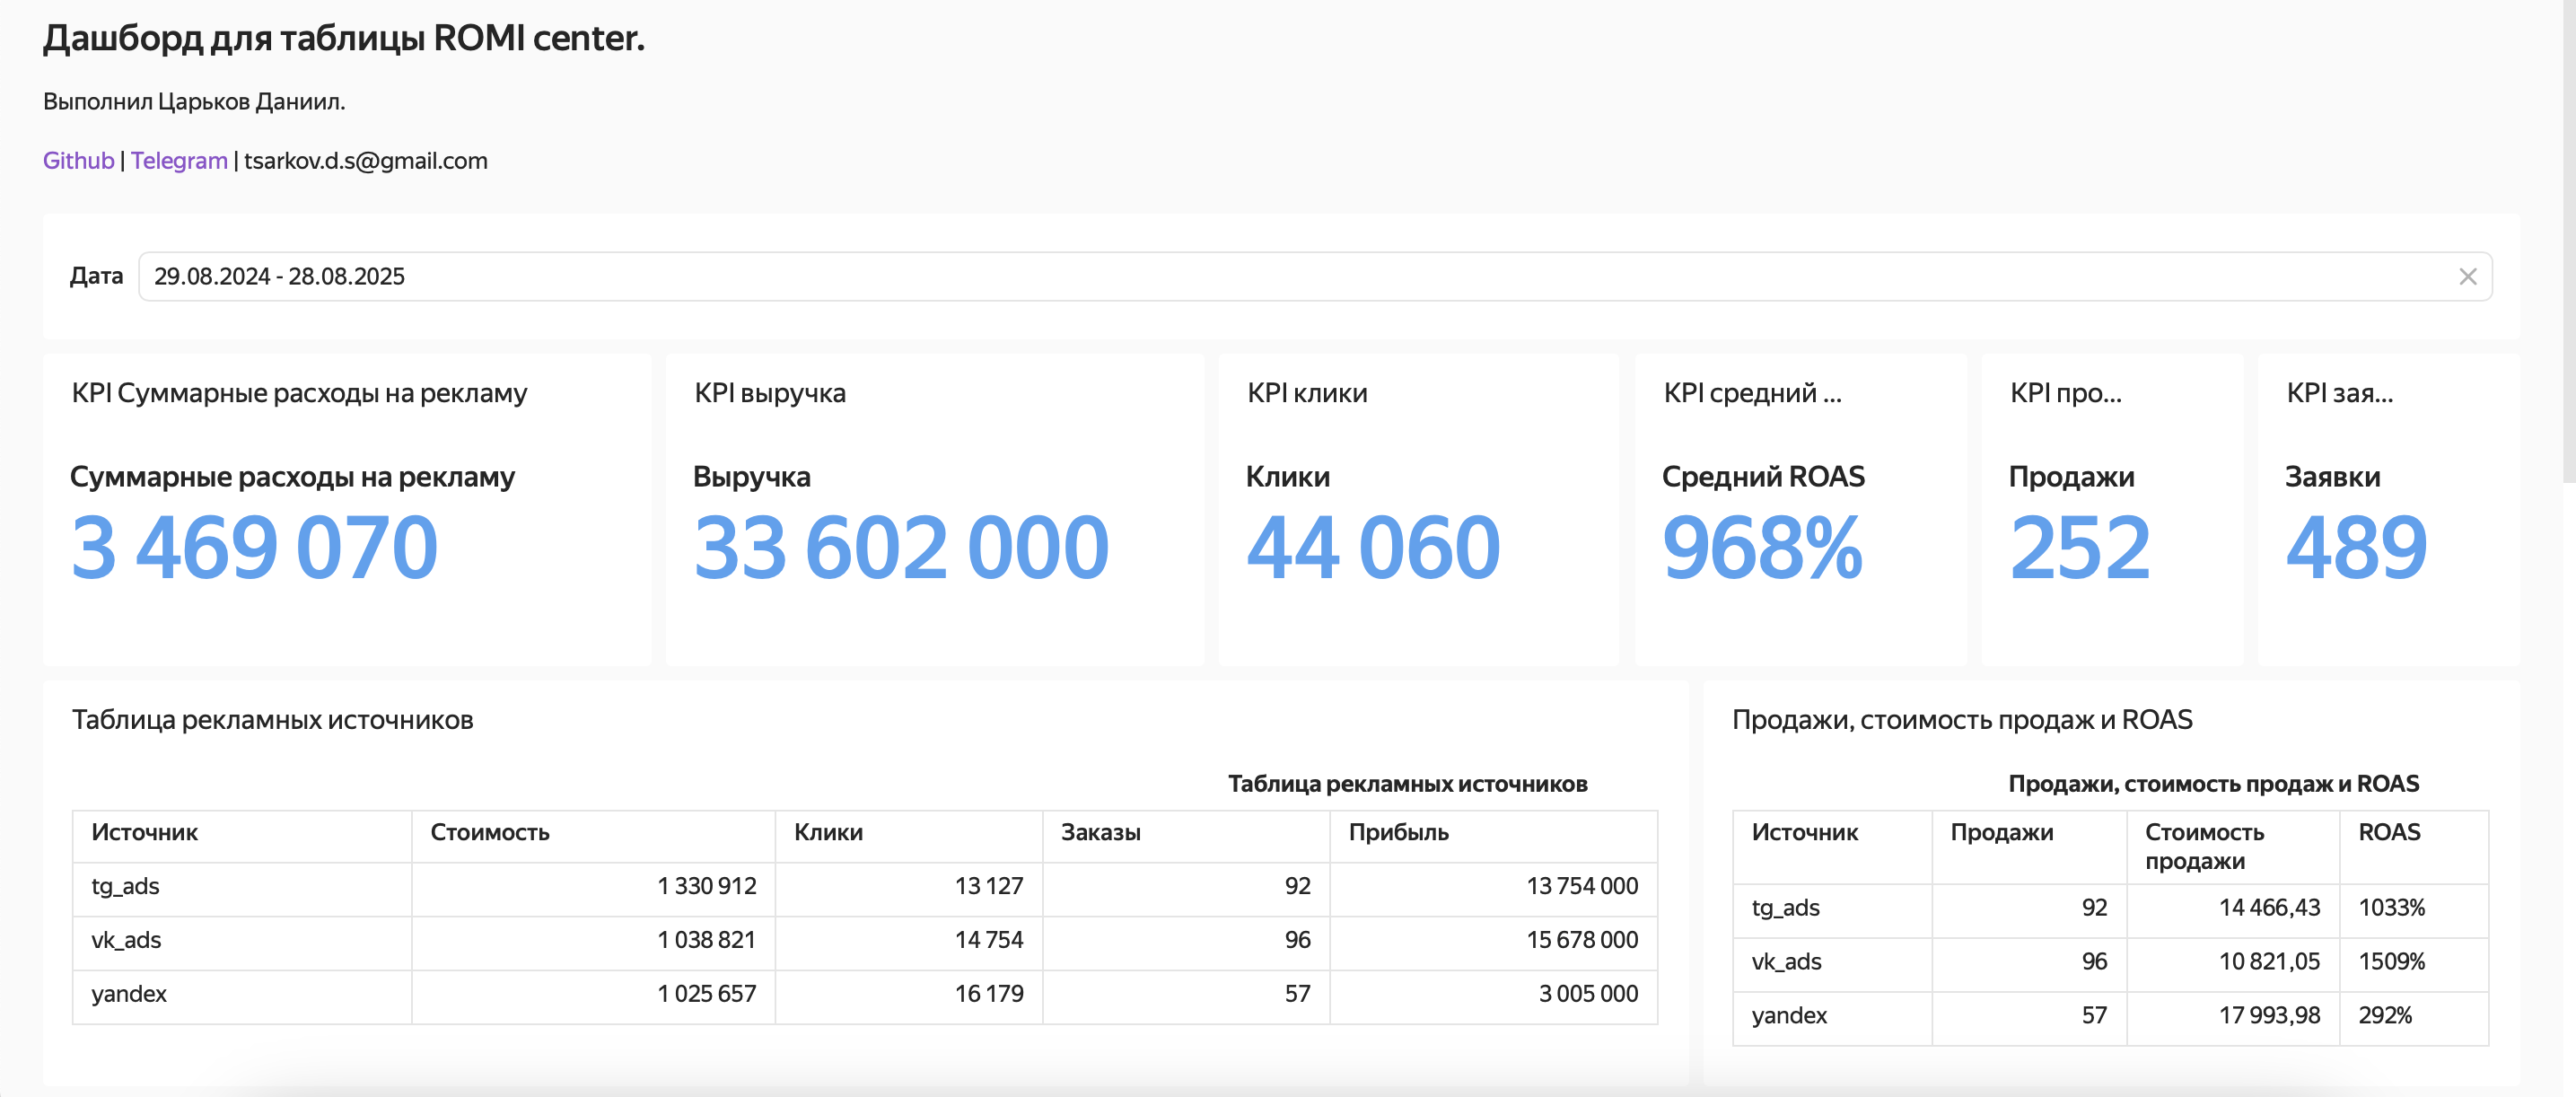 Дашборд для таблицы ROMI center.
Выполнил Царьков Даниил.
Github | Telegram | tsarkov.d.s@gmail.com
Дата 29.08.2024 - 28.08.2025
KPI Суммарные расходы на рекламу
Суммарные расходы на рекламу
3 469 070
KPI выручка
Выручка
33 602 000
KPI клики
Клики
44 060
KPI средний ...
Средний ROAS
968%
KPI про...
Продажи
252
KPI зая...
Заявки
489
Таблица рекламных источников
Таблица рекламных источников
Источник Стоимость Клики Заказы Прибыль
tg_ads 1 330 912 13 127 92 13 754 000
vk_ads 1 038 821 14 754 96 15 678 000
yandex 1 025 657 16 179 57 3 005 000
Продажи, стоимость продаж и ROAS
Продажи, стоимость продаж и ROAS
Источник Продажи Стоимость продажи ROAS
tg_ads 92 14 466,43 1033%
vk_ads 96 10 821,05 1509%
yandex 57 17 993,98 292%